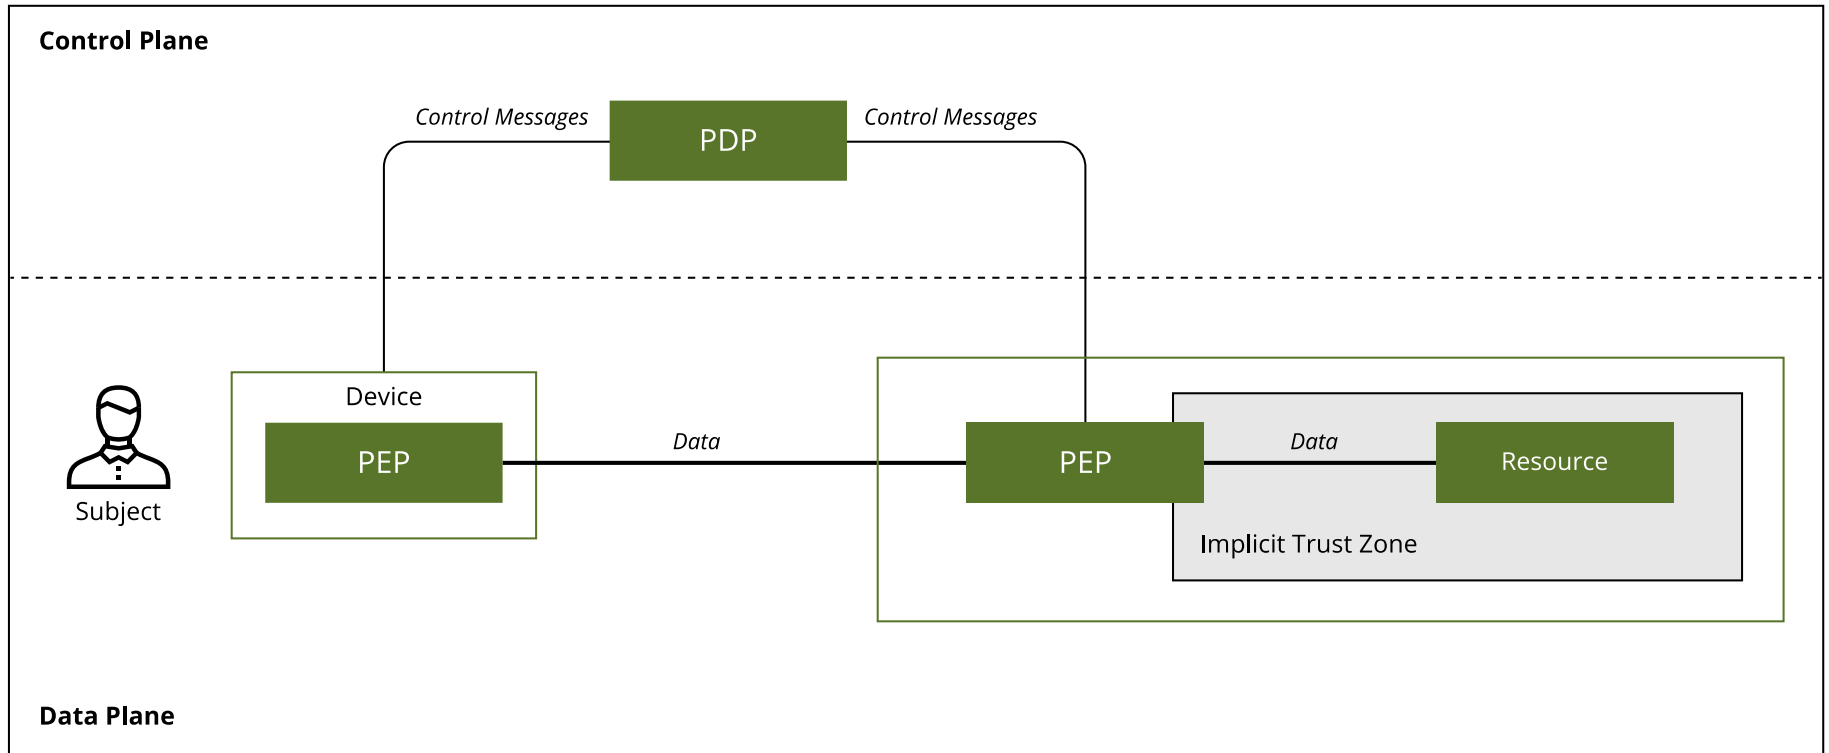 Control Plane
Control Messages
PDP
Control Messages
Device
PEP
Data
PEP
Data
Resource
Subject
Implicit Trust Zone
Data Plane